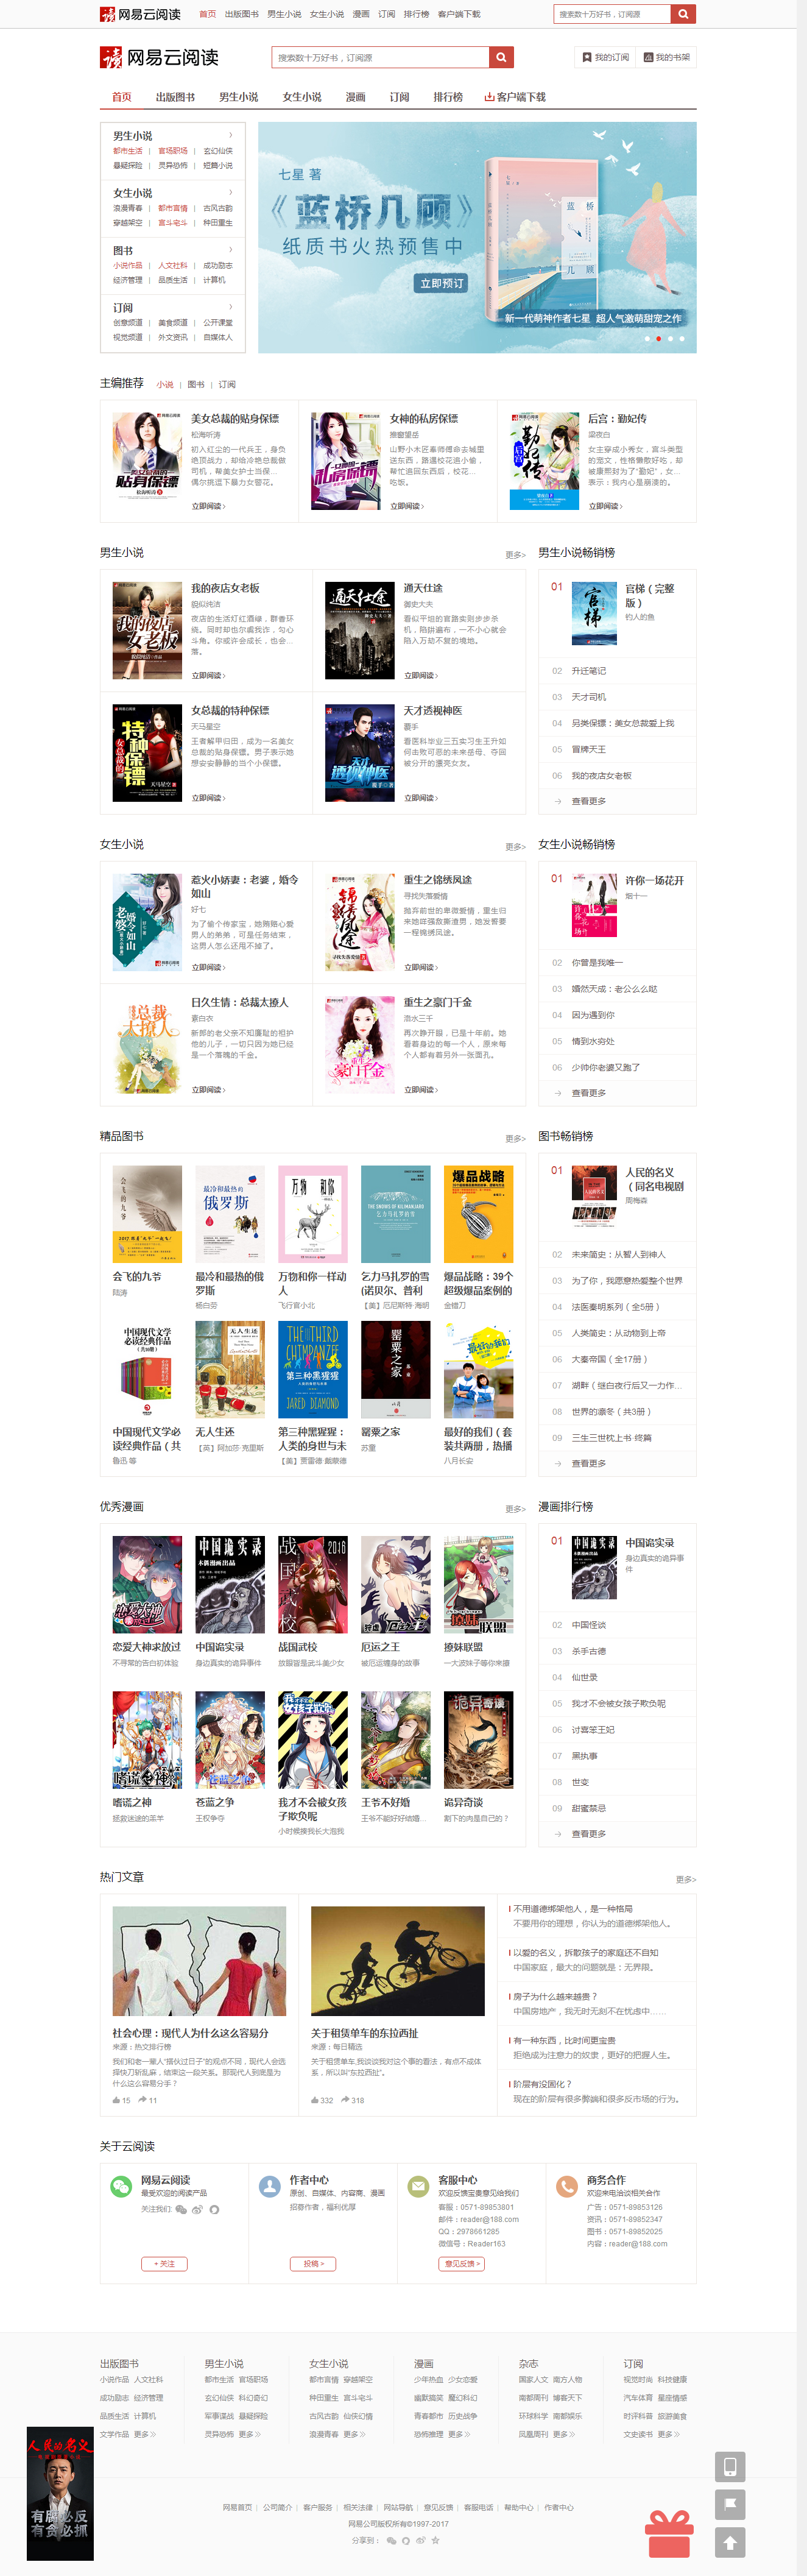 网易云阅读 首页 出版图书 男生小说 女生小说 漫画 订阅 排行榜 客户端下载 搜索数十万好书，订阅源
网易云阅读 搜索数十万好书，订阅源 我的订阅 我的书架
首页 出版图书 男生小说 女生小说 漫画 订阅 排行榜 客户端下载
男生小说
都市生活 | 官场职场 | 玄幻仙侠
悬疑探险 | 灵异恐怖 | 短篇小说
女生小说
浪漫青春 | 都市言情 | 古风古韵
穿越架空 | 宫斗宅斗 | 种田重生
图书
小说作品 | 人文社科 | 成功励志
经济管理 | 品质生活 | 计算机
订阅
创意频道 | 美食频道 | 公开课堂
视觉频道 | 外文资讯 | 自媒体人
七星 著
《蓝桥几顾》
纸质书火热预售中
立即预订
新一代萌神作者七星 超人气激萌甜宠之作
主编推荐 小说 | 图书 | 订阅
美女总裁的贴身保镖
松海听涛
初入红尘的一代兵王，身负
绝顶战力，却给冷艳总裁做
司机，帮美女护士当保...
偶尔挑逗下暴力女警花。
立即阅读>
女神的私房保镖
推窗望岳
山野小木匠奉师傅命去城里
送东西，路遇校花返小偷，
帮忙追回东西后，校花...
吃饭。
立即阅读>
后宫：勤妃传
梁夜白
女主穿成小秀女，宫斗类型
的宠文，性格慵散好吃，却
被康熙封为了“勤妃”，女...
表示：我内心是崩溃的。
立即阅读>
男生小说 更多>
我的夜店女老板
貌似纯洁
夜店的生活灯红酒绿，群香环
绕。同时却也尔虞我诈，勾心
斗角。你或许会成长，也会...
落。
立即阅读>
通天仕途
御史大夫
看似平坦的官路实则步步杀
机，陷阱遍布，一不小心就会
陷入万劫不复的境地。
立即阅读>
女总裁的特种保镖
天马星空
王者解甲归田，成为一名美女
总裁的贴身保镖。男子表示她
想安安静静的当个小保镖。
立即阅读>
天才透视神医
覆手
看医科毕业三五实习生王升如
何击败可恶的未来岳母、夺回
被分开的漂亮女友。
立即阅读>
男生小说畅销榜
01 官梯（完整
版）
钓人的鱼
02 升迁笔记
03 天才司机
04 另类保镖：美女总裁爱上我
05 冒牌天王
06 我的夜店女老板
查看更多
女生小说 更多>
惹火小娇妻：老婆，婚令
如山
好七
为了偷个传家宝，她贿赂心爱
男人的弟弟，可是任务结束，
这男人怎么还甩不掉了。
立即阅读>
重生之锦绣凤途
寻找失落爱情
抛弃前世的卑微爱情，重生归
来她阵强敌撕渣男，她发誓要
一程锦绣凤途。
立即阅读>
日久生情：总裁太撩人
素白衣
新郎的老父亲不知廉耻的袒护
他的儿子，一切只因为她已经
是一个落魄的千金。
立即阅读>
重生之豪门千金
浩水三千
再次睁开眼，已是十年前。她
看着身边的每一个人，原来每
个人都有着另外一张面孔。
立即阅读>
女生小说畅销榜
01 许你一场花开
烟十一
02 你曾是我唯一
03 婚然天成：老公么么哒
04 因为遇到你
05 情到水穷处
06 少帅你老婆又跑了
查看更多
精品图书 更多>
会飞的九爷
陆涛
最冷和最热的俄
罗斯
杨白劳
万物和你一样动
人
飞行官小北
乞力马扎罗的雪
(诺贝尔、普利
【美】厄尼斯特·海明
爆品战略：39个
超级爆品案例的
金错刀
中国现代文学必
读经典作品（共
鲁迅 等
无人生还
【英】阿加莎·克里斯
第三种黑猩猩：
人类的身世与未
【美】贾雷德·戴蒙德
罂粟之家
苏童
最好的我们（套
装共两册，热播
八月长安
图书畅销榜
01 人民的名义
（同名电视剧
周梅森
02 未来简史：从智人到神人
03 为了你，我愿意热爱整个世界
04 法医秦明系列（全5册）
05 人类简史：从动物到上帝
06 大秦帝国（全17册）
07 湖畔（继白夜行后又一力作...
08 世界的凛冬（共3册）
09 三生三世枕上书·终篇
查看更多
优秀漫画 更多>
恋爱大神求放过
不寻常的告白初体验
中国诡实录
身边真实的诡异事件
战国武校
放眼皆是武斗美少女
厄运之王
被厄运缠身的故事
撩妹联盟
一大波妹子等你来撩
嗜谎之神
拯救迷途的羔羊
苍蓝之争
王权争夺
我才不会被女孩
子欺负呢
小时候揍我长大泡我
王爷不好婚
王爷不能好好结婚...
诡异奇谈
割下的肉是自己的？
漫画排行榜
01 中国诡实录
身边真实的诡异事
件
02 中国怪谈
03 杀手古德
04 仙世录
05 我才不会被女孩子欺负呢
06 讨喜笨王妃
07 黑执事
08 世变
09 甜蜜禁忌
查看更多
热门文章 更多>
社会心理：现代人为什么这么容易分
来源：热文排行榜
我们和老一辈人“搭伙过日子”的观点不同，现代人会选
择快刀斩乱麻，结束这一段关系。那现代人到底是为
什么这么容易分手？
15 11
关于租赁单车的东拉西扯
来源：每日精选
关于租赁单车,我谈谈我对这个事的看法，有点不成体
系，所以叫“东拉西扯”。
332 318
不用道德绑架他人，是一种格局
不要用你的理想，你认为的道德绑架他人。
以爱的名义，拆散孩子的家庭还不自知
中国家庭，最大的问题就是：无界限。
房子为什么越来越贵？
中国房地产，我无时无刻不在忧虑中……
有一种东西，比时间更宝贵
拒绝成为注意力的奴隶，更好的把握人生。
阶层有没固化？
现在的阶层有很多弊端和很多反市场的行为。
关于云阅读
网易云阅读
最受欢迎的阅读产品
关注我们:
+ 关注
作者中心
原创、自媒体、内容商、漫画
招募作者，福利优厚
投稿 >
客服中心
欢迎反馈宝贵意见给我们
客服：0571-89853801
邮件：reader@188.com
QQ：2978661285
微信号：Reader163
意见反馈 >
商务合作
欢迎来电洽谈相关合作
广告：0571-89853126
资讯：0571-89852347
图书：0571-89852025
内容：reader@188.com
出版图书 男生小说 女生小说 漫画 杂志 订阅
小说作品 人文社科 都市生活 官场职场 都市言情 穿越架空 少年热血 少女恋爱 国家人文 南方人物 视觉时尚 科技健康
成功励志 经济管理 玄幻仙侠 科幻奇幻 种田重生 宫斗宅斗 幽默搞笑 魔幻科幻 南都周刊 博客天下 汽车体育 星座情感
品质生活 计算机 军事谋战 悬疑探险 古风古韵 仙侠幻情 青春都市 历史战争 环球科学 南都娱乐 时评科普 旅游美食
文学作品 更多>> 灵异恐怖 更多>> 浪漫青春 更多>> 恐怖推理 更多>> 凤凰周刊 更多>> 文史读书 更多>>
人民的名义
有腐必反
有贪必抓
网易首页 | 公司简介 | 客户服务 | 相关法律 | 网站导航 | 意见反馈 | 客服电话 | 帮助中心 | 作者中心
网易公司版权所有©1997-2017
分享到：